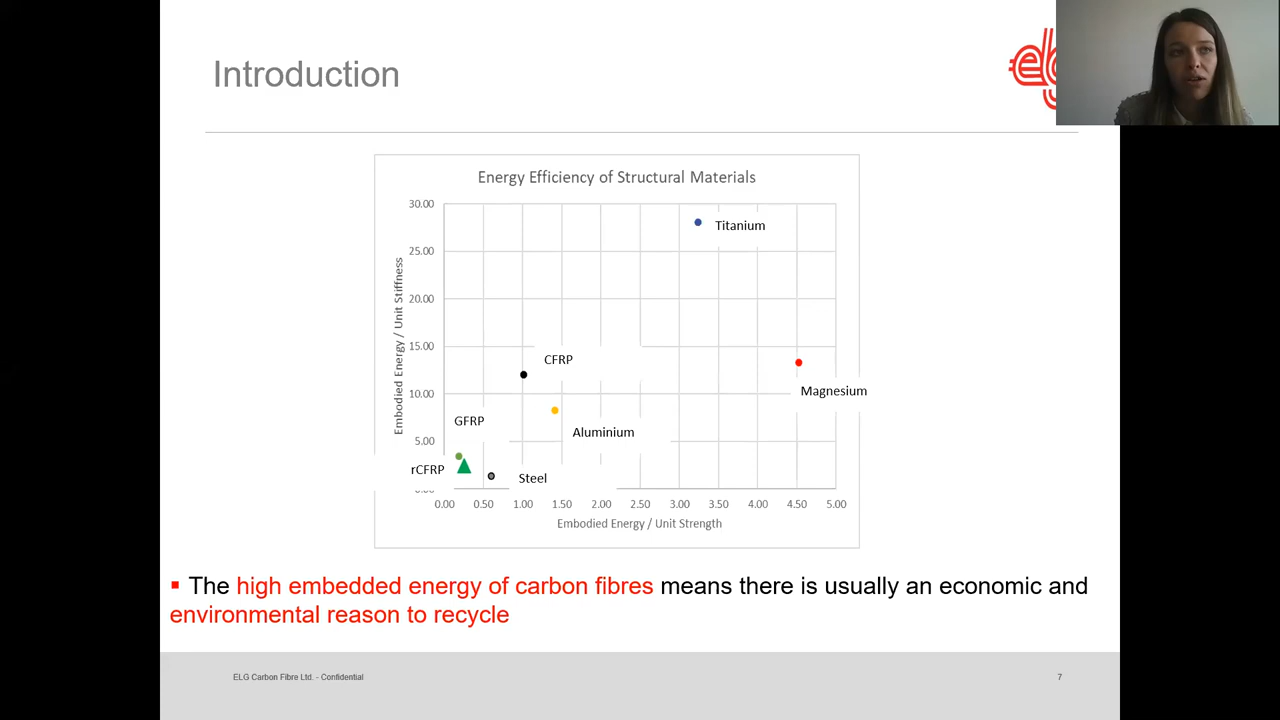 Introduction
elg
Energy Efficiency of Structural Materials
30.00
25.00
20.00
15.00
10.00
5.00
0.00
Embodied Energy / Unit Stiffness
Titanium
CFRP
Magnesium
GFRP
Aluminium
rCFRP
Steel
0.00 0.50 1.00 1.50 2.00 2.50 3.00 3.50 4.00 4.50 5.00
Embodied Energy / Unit Strength
▪ The high embedded energy of carbon fibres means there is usually an economic and
environmental reason to recycle
ELG Carbon Fibre Ltd. - Confidential
7